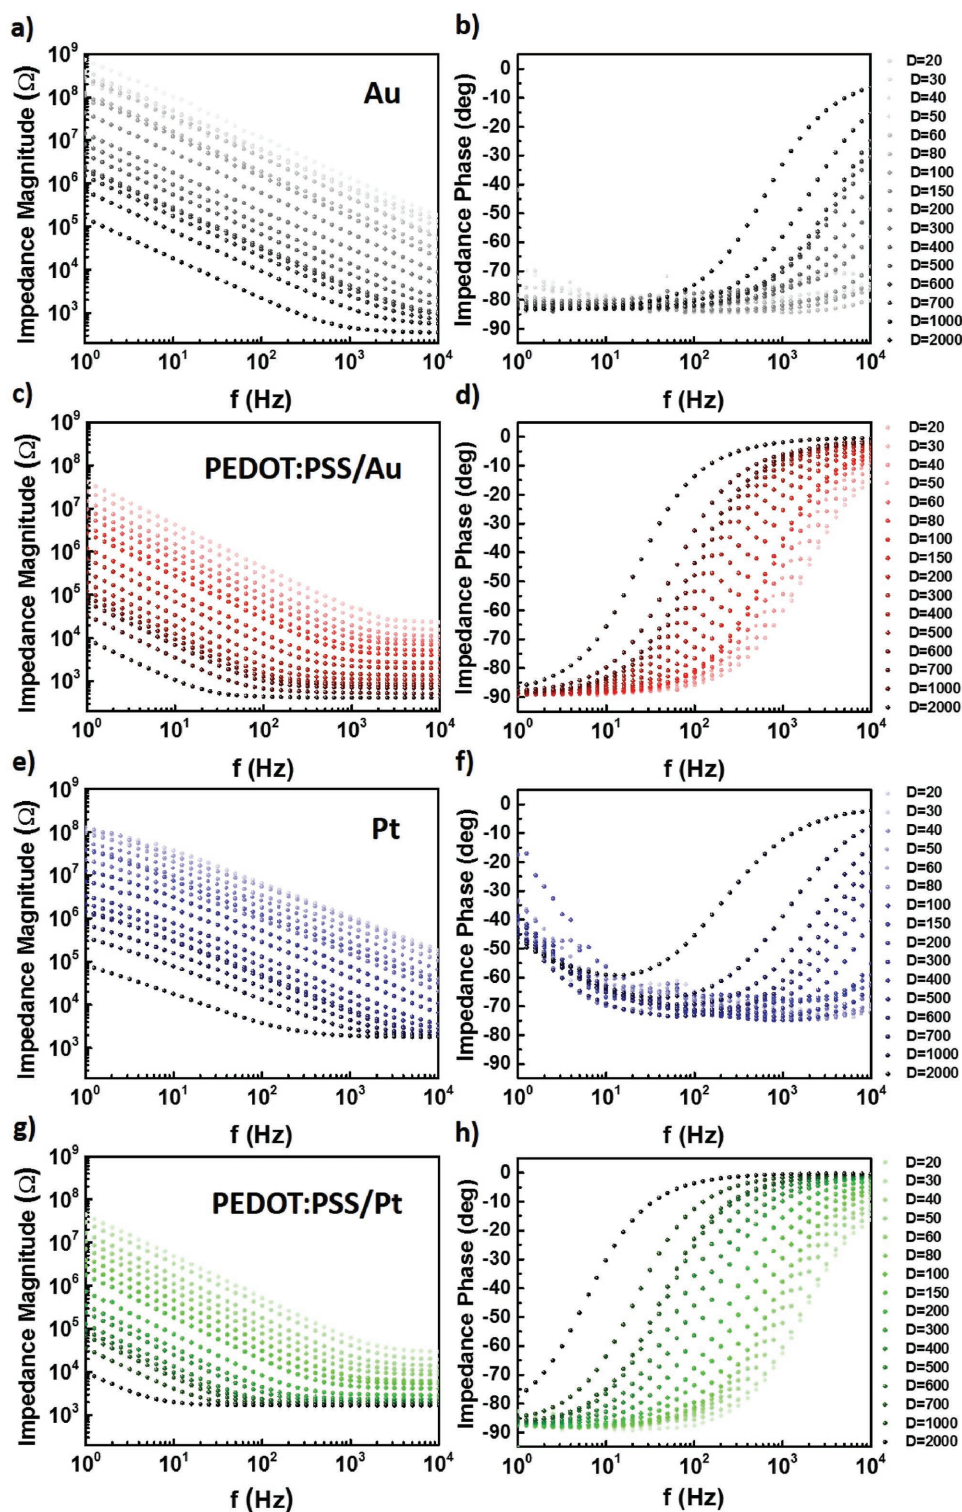 a)
Impedance Magnitude (Ω)
10⁹
10⁸
10⁷
10⁶
10⁵
10⁴
10³
Au
10⁰ 10¹ 10² 10³ 10⁴
f (Hz)
b)
Impedance Phase (deg)
0
-10
-20
-30
-40
-50
-60
-70
-80
-90
10⁰ 10¹ 10² 10³ 10⁴
f (Hz)
D=20
D=30
D=40
D=50
D=60
D=80
D=100
D=150
D=200
D=300
D=400
D=500
D=600
D=700
D=1000
D=2000
c)
Impedance Magnitude (Ω)
10⁹
10⁸
10⁷
10⁶
10⁵
10⁴
10³
PEDOT:PSS/Au
10⁰ 10¹ 10² 10³ 10⁴
f (Hz)
d)
Impedance Phase (deg)
0
-10
-20
-30
-40
-50
-60
-70
-80
-90
10⁰ 10¹ 10² 10³ 10⁴
f (Hz)
D=20
D=30
D=40
D=50
D=60
D=80
D=100
D=150
D=200
D=300
D=400
D=500
D=600
D=700
D=1000
D=2000
e)
Impedance Magnitude (Ω)
10⁹
10⁸
10⁷
10⁶
10⁵
10⁴
10³
Pt
10⁰ 10¹ 10² 10³ 10⁴
f (Hz)
f)
Impedance Phase (deg)
0
-10
-20
-30
-40
-50
-60
-70
-80
-90
10⁰ 10¹ 10² 10³ 10⁴
f (Hz)
D=20
D=30
D=40
D=50
D=60
D=80
D=100
D=150
D=200
D=300
D=400
D=500
D=600
D=700
D=1000
D=2000
g)
Impedance Magnitude (Ω)
10⁹
10⁸
10⁷
10⁶
10⁵
10⁴
10³
PEDOT:PSS/Pt
10⁰ 10¹ 10² 10³ 10⁴
f (Hz)
h)
Impedance Phase (deg)
0
-10
-20
-30
-40
-50
-60
-70
-80
-90
10⁰ 10¹ 10² 10³ 10⁴
f (Hz)
D=20
D=30
D=40
D=50
D=60
D=80
D=100
D=150
D=200
D=300
D=400
D=500
D=600
D=700
D=1000
D=2000